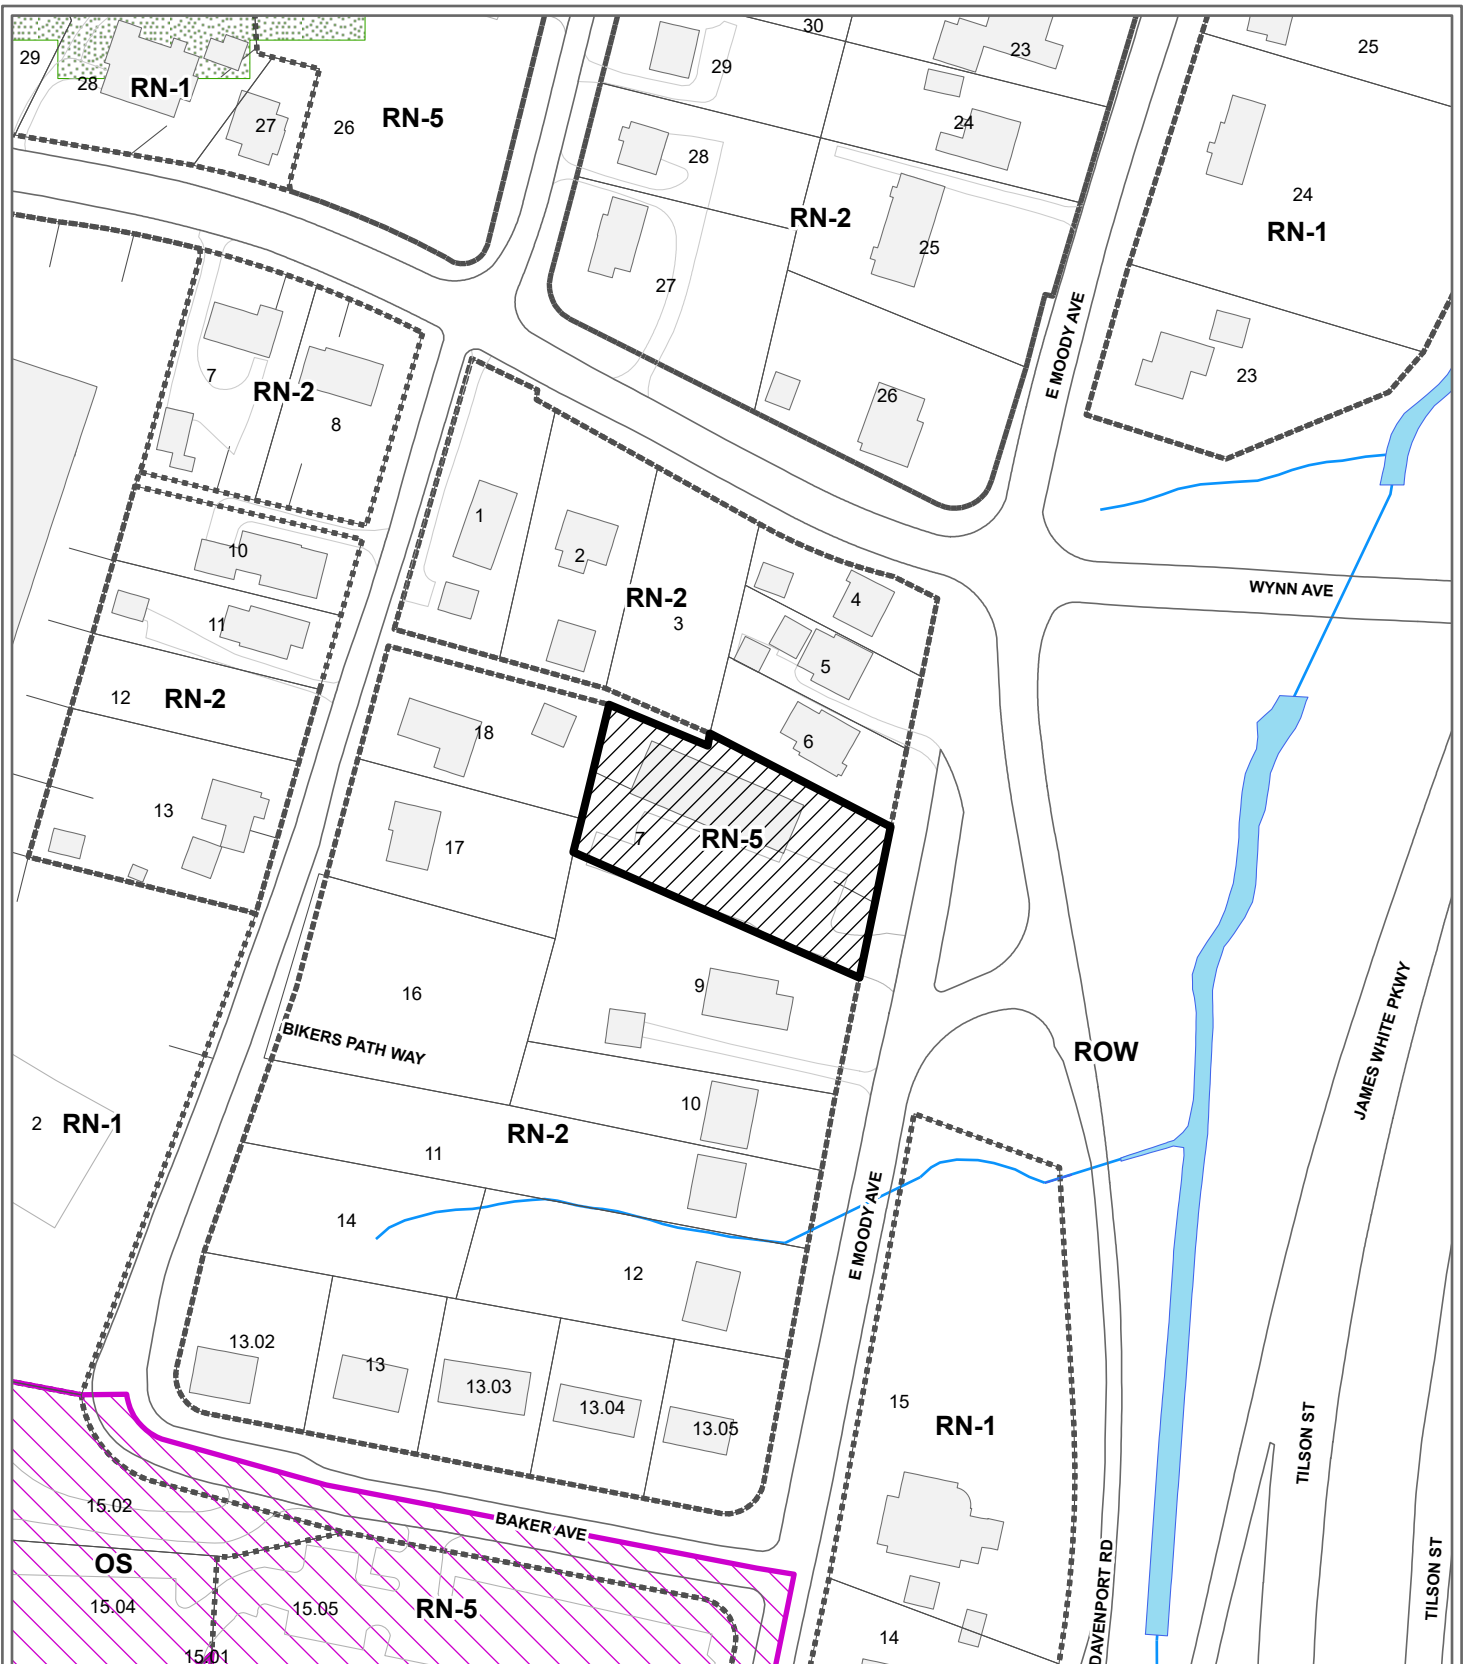 30
29
28
RN-1
27
26
RN-5
29
23
25
24
28
24
RN-2
25
RN-1
27
E MOODY AVE
7
RN-2
8
26
23
1
2
10
RN-2
3
4
WYNN AVE
11
5
12
RN-2
18
6
13
17
7
RN-5
16
9
BIKERS PATH WAY
ROW
JAMES WHITE PKWY
2
RN-1
10
RN-2
11
14
E MOODY AVE
12
13.02
13
13.03
13.04
13.05
15
RN-1
TILSON ST
15.02
BAKER AVE
OS
15.04
15.05
RN-5
DAVENPORT RD
TILSON ST
14
15.01